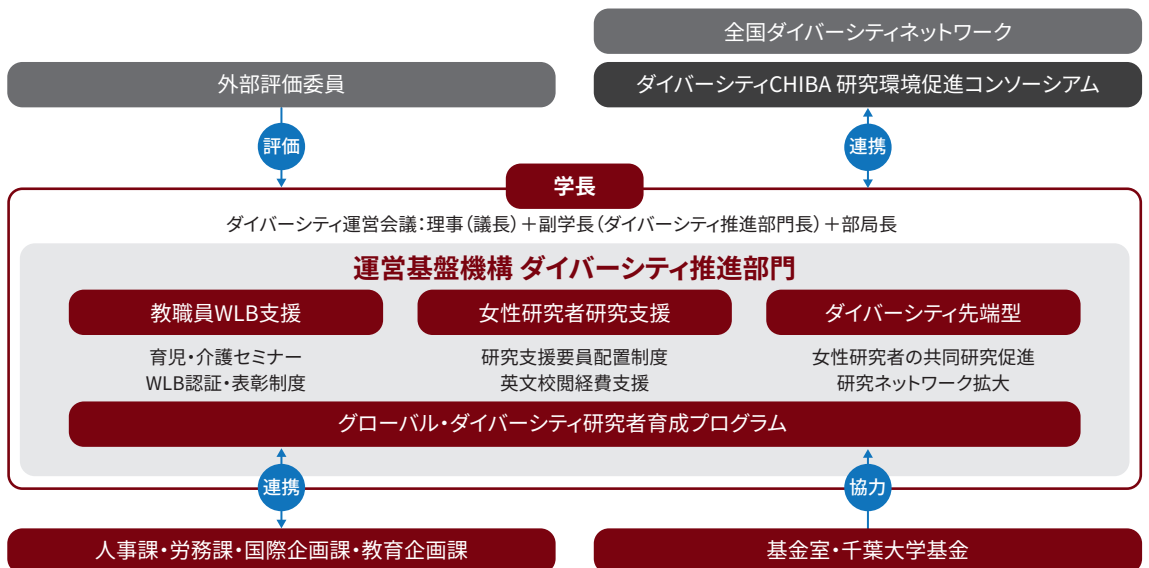 全国ダイバーシティネットワーク
外部評価委員
ダイバーシティCHIBA 研究環境促進コンソーシアム
評価
連携
学長
ダイバーシティ運営会議：理事（議長）＋副学長（ダイバーシティ推進部門長）＋部局長
運営基盤機構 ダイバーシティ推進部門
教職員WLB支援
女性研究者研究支援
ダイバーシティ先端型
育児・介護セミナー
WLB認証・表彰制度
研究支援要員配置制度
英文校閲経費支援
女性研究者の共同研究促進
研究ネットワーク拡大
グローバル・ダイバーシティ研究者育成プログラム
連携
協力
人事課・労務課・国際企画課・教育企画課
基金室・千葉大学基金